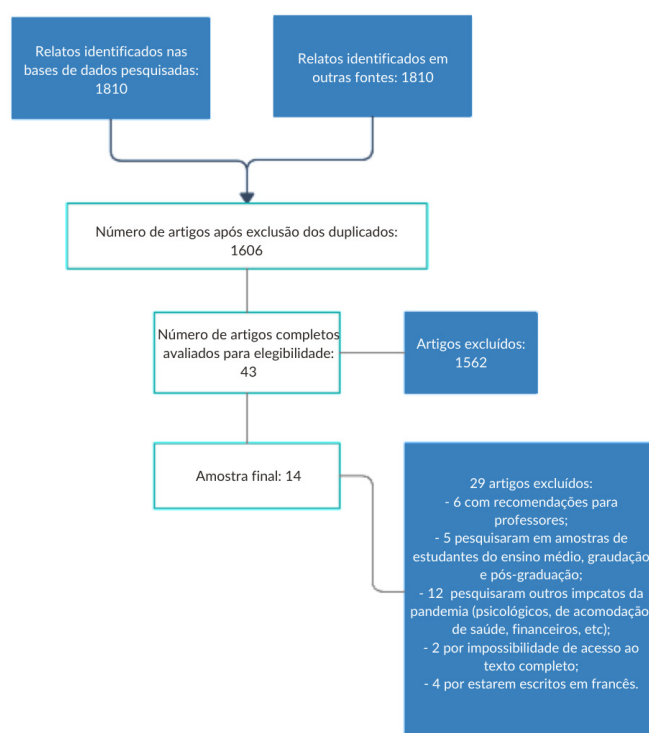 Relatos identificados nas
bases de dados pesquisadas:
1810
Relatos identificados em
outras fontes: 1810
Número de artigos após exclusão dos duplicados:
1606
Número de artigos completos
avaliados para elegibilidade:
43
Artigos excluídos:
1562
Amostra final: 14
29 artigos excluídos:
- 6 com recomendações para
professores;
- 5 pesquisaram em amostras de
estudantes do ensino médio, graudação
e pós-graduação;
- 12 pesquisaram outros impcatos da
pandemia (psicológicos, de acomodação,
de saúde, financeiros, etc);
- 2 por impossibilidade de acesso ao
texto completo;
- 4 por estarem escritos em francês.